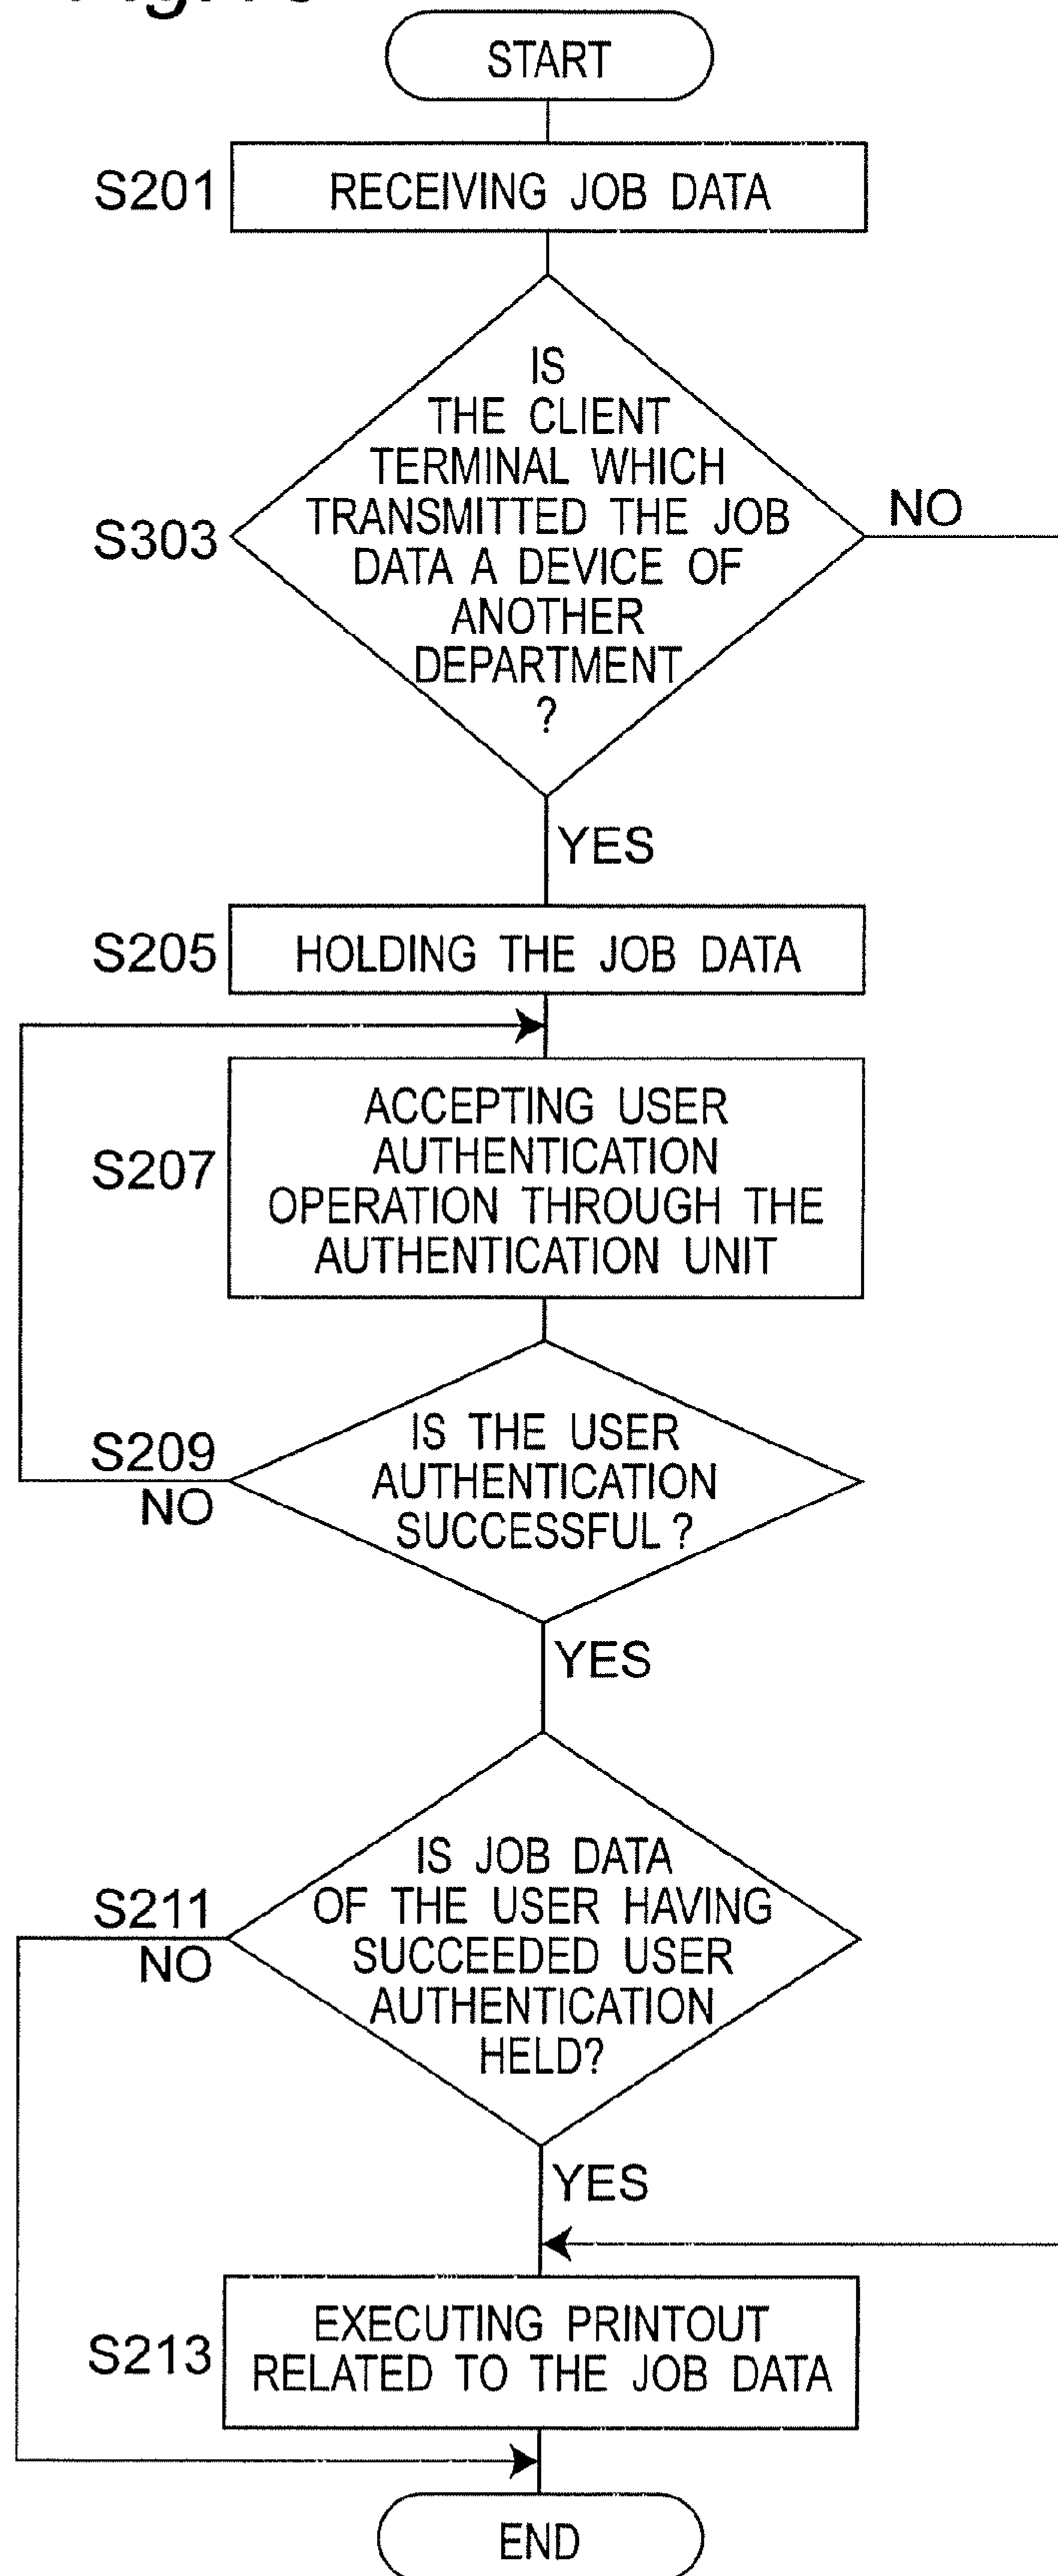 START
S201
RECEIVING JOB DATA
IS
THE CLIENT
TERMINAL WHICH
TRANSMITTED THE JOB
DATA A DEVICE OF
ANOTHER
DEPARTMENT
?
S303
NO
YES
S205
HOLDING THE JOB DATA
S207
ACCEPTING USER
AUTHENTICATION
OPERATION THROUGH THE
AUTHENTICATION UNIT
S209
NO
IS THE USER
AUTHENTICATION
SUCCESSFUL ?
YES
S211
NO
IS JOB DATA
OF THE USER HAVING
SUCCEEDED USER
AUTHENTICATION
HELD?
YES
S213
EXECUTING PRINTOUT
RELATED TO THE JOB DATA
END